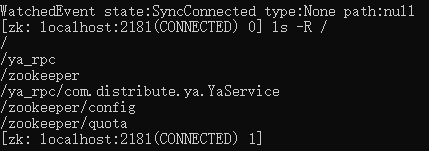 WatchedEvent state:SyncConnected type:None path:null
[zk: localhost:2181(CONNECTED) 0] ls -R /
/
/ya_rpc
/zookeeper
/ya_rpc/com.distribute.ya.YaService
/zookeeper/config
/zookeeper/quota
[zk: localhost:2181(CONNECTED) 1]